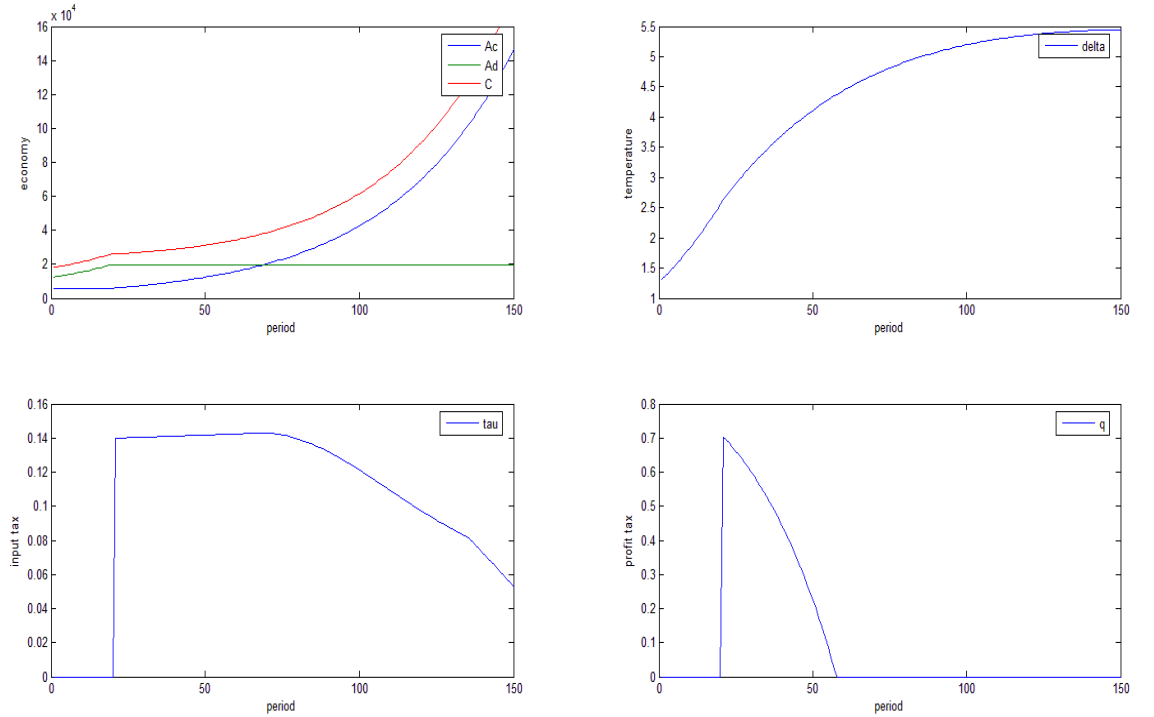 x 10^4
16
14
12
10
8
6
4
2
0
economy
Ac
Ad
C
0 50 100 150
period
5.5
5
4.5
4
3.5
3
2.5
2
1.5
1
temperature
delta
0 50 100 150
period
0.16
0.14
0.12
0.1
0.08
0.06
0.04
0.02
0
input tax
tau
0 50 100 150
period
0.8
0.7
0.6
0.5
0.4
0.3
0.2
0.1
0
profit tax
q
0 50 100 150
period